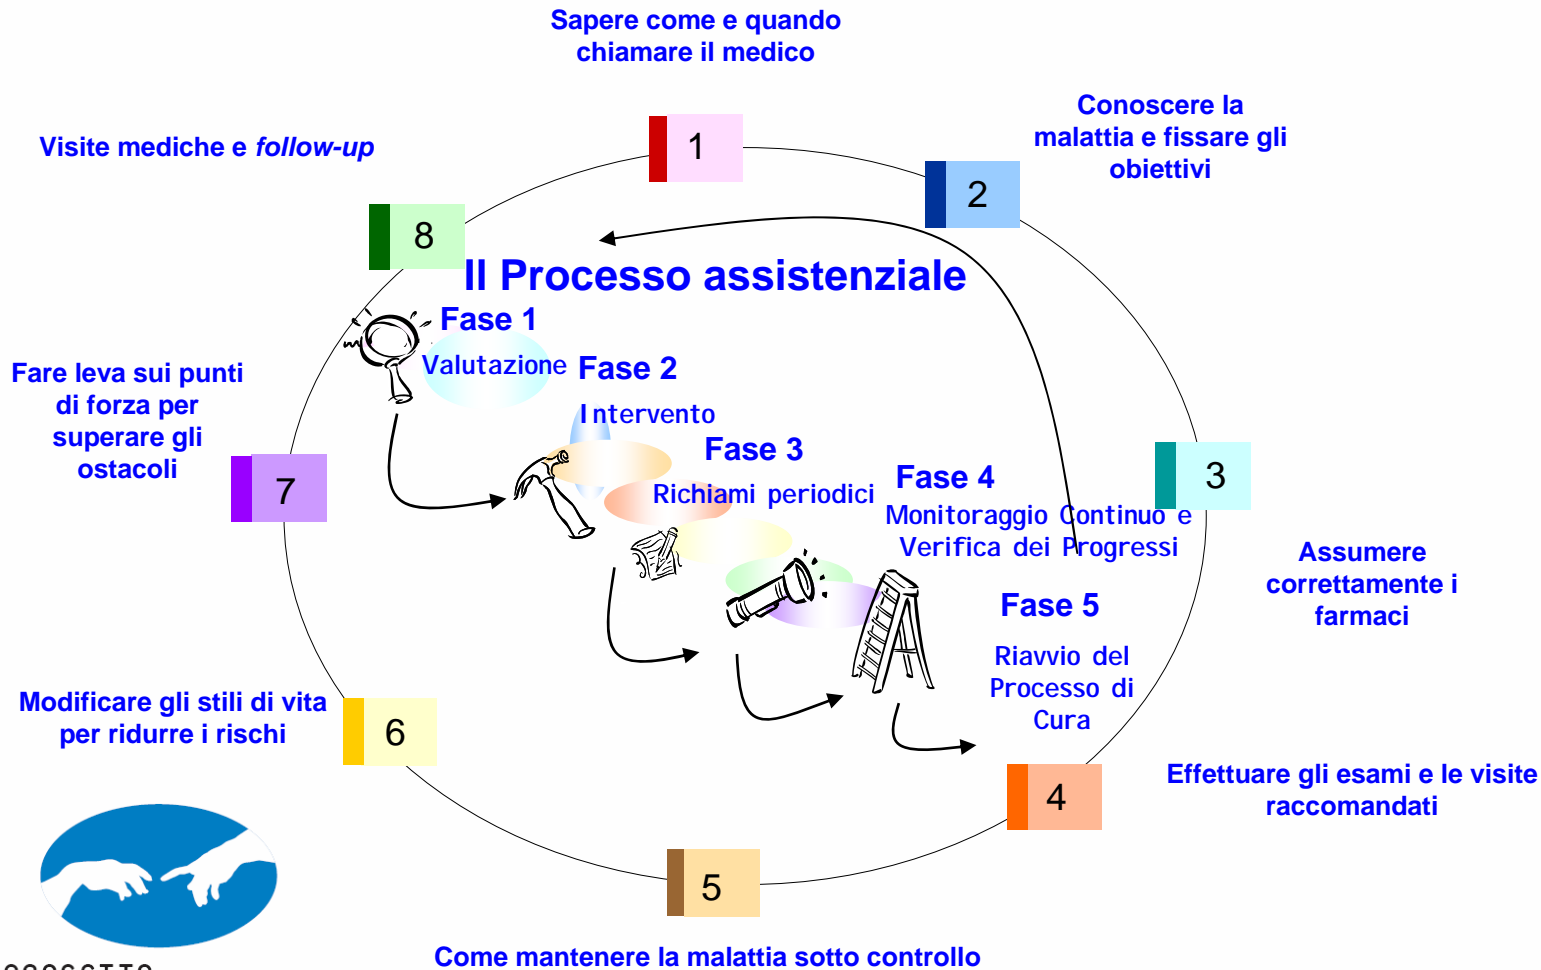 Sapere come e quando
chiamare il medico
1
Conoscere la
malattia e fissare gli
obiettivi
2
Visite mediche e follow-up
8
Il Processo assistenziale
Fase 1
Valutazione
Fase 2
Intervento
Fase 3
Richiami periodici
Fase 4
Monitoraggio Continuo e
Verifica dei Progressi
Fase 5
Riavvio del
Processo di
Cura
3
Assumere
correttamente i
farmaci
Fare leva sui punti
di forza per
superare gli
ostacoli
7
Modificare gli stili di vita
per ridurre i rischi
6
4
Effettuare gli esami e le visite
raccomandati
5
Come mantenere la malattia sotto controllo